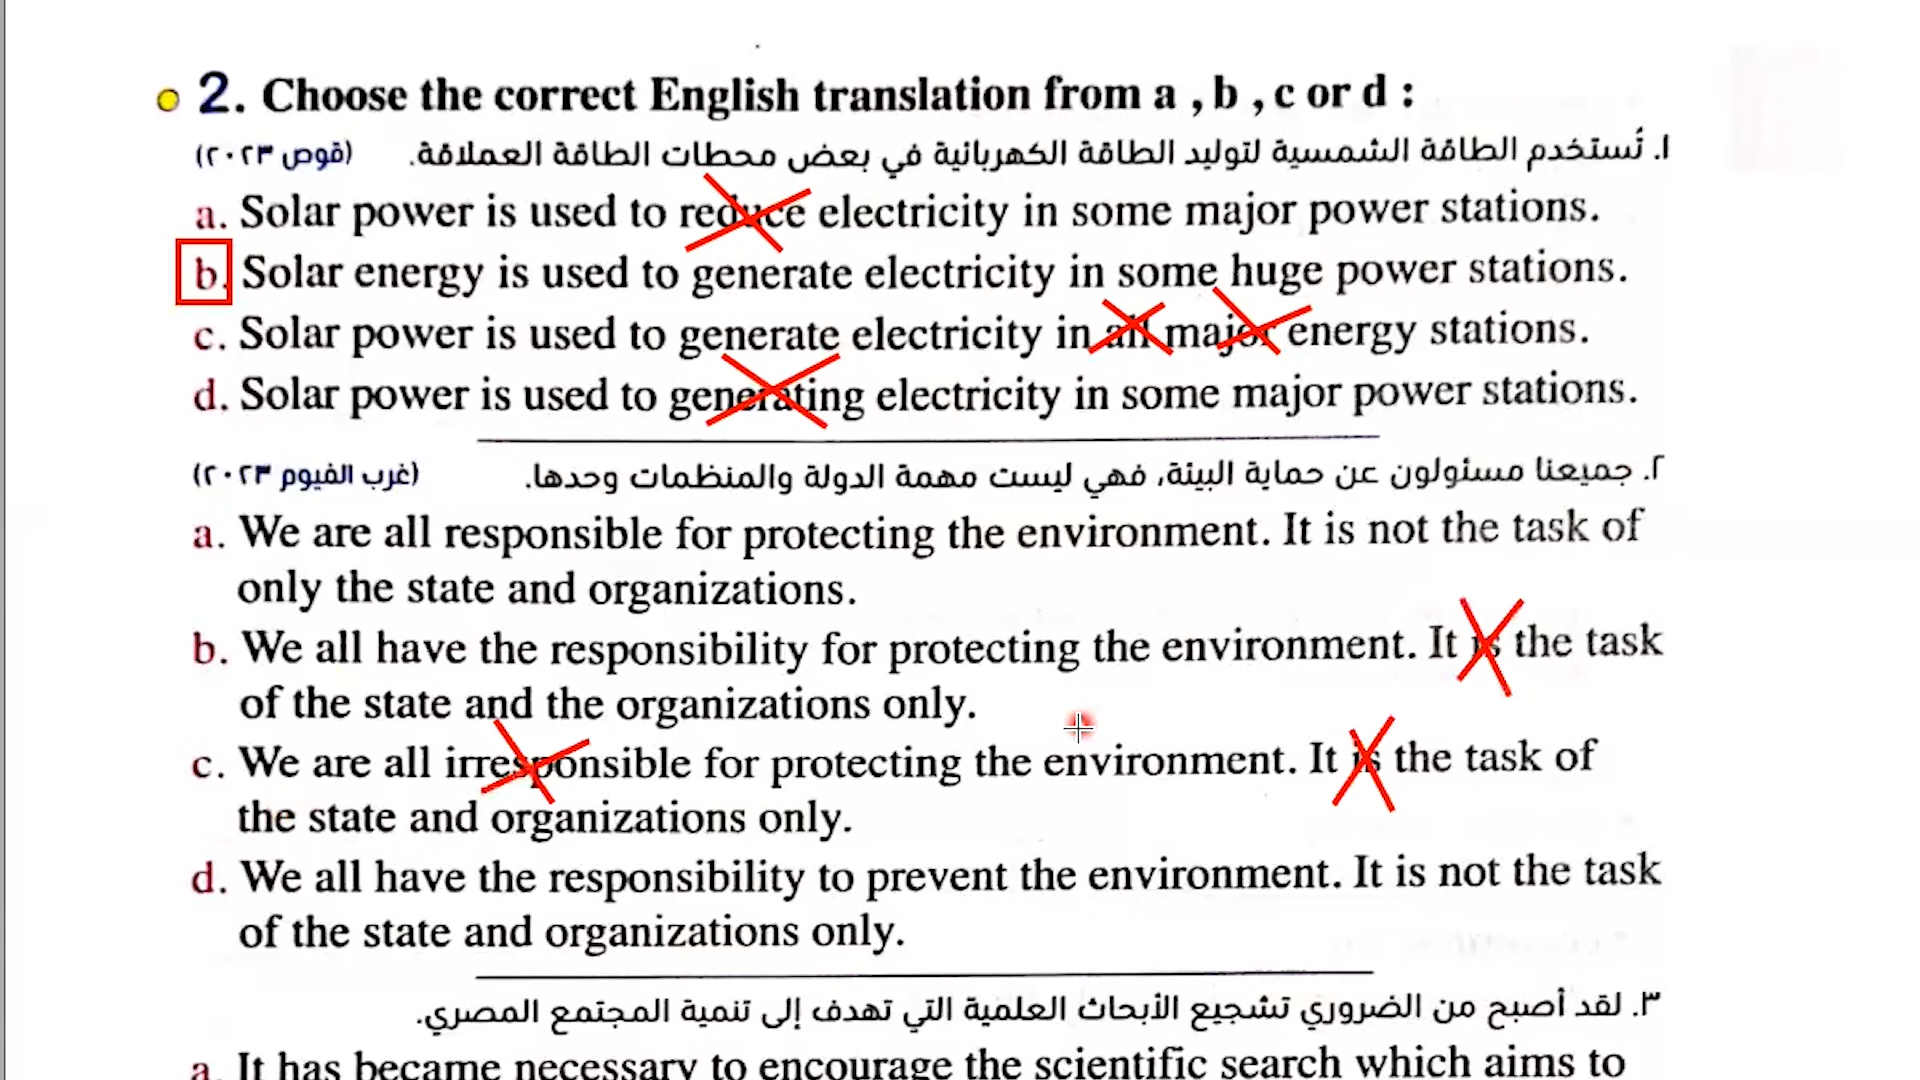 2. Choose the correct English translation from a , b , c or d :
١. تُستخدم الطاقة الشمسية لتوليد الطاقة الكهربائية في بعض محطات الطاقة العملاقة. (قوص ٢٠٢٣)
a. Solar power is used to reduce electricity in some major power stations.
b. Solar energy is used to generate electricity in some huge power stations.
c. Solar power is used to generate electricity in all major energy stations.
d. Solar power is used to generating electricity in some major power stations.
٢. جميعنا مسئولون عن حماية البيئة، فهي ليست مهمة الدولة والمنظمات وحدها. (غرب الفيوم ٢٠٢٣)
a. We are all responsible for protecting the environment. It is not the task of
only the state and organizations.
b. We all have the responsibility for protecting the environment. It is the task
of the state and the organizations only.
c. We are all irresponsible for protecting the environment. It is the task of
the state and organizations only.
d. We all have the responsibility to prevent the environment. It is not the task
of the state and organizations only.
٣. لقد أصبح من الضروري تشجيع الأبحاث العلمية التي تهدف إلى تنمية المجتمع المصري.
a. It has became necessary to encourage the scientific search which aims to